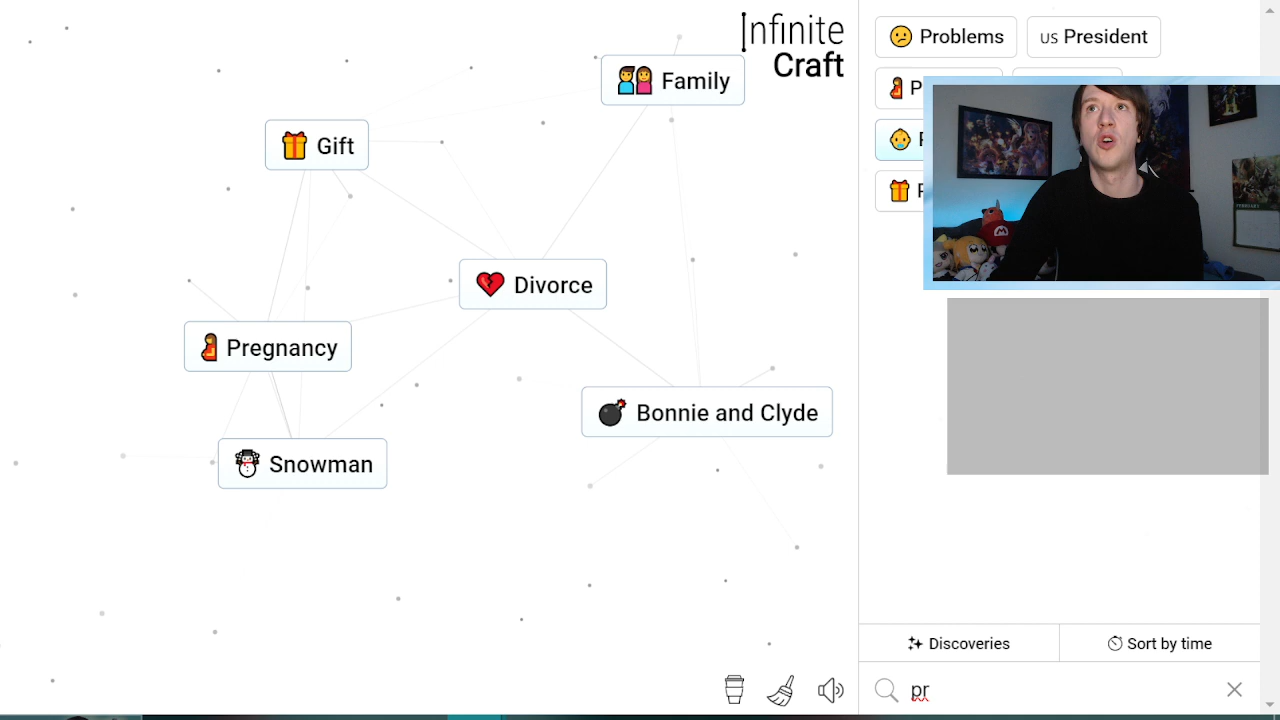 Infinite
Craft
Family
Gift
Divorce
Pregnancy
Bonnie and Clyde
Snowman
Problems
US President
P
Discoveries
Sort by time
pr